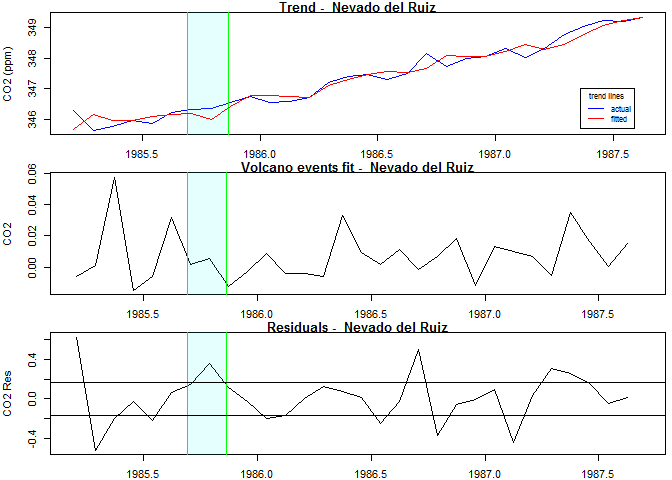 Trend -  Nevado del Ruiz
CO2 (ppm)
349
348
347
346
trend lines
actual
fitted
1985.5 1986.0 1986.5 1987.0 1987.5
Volcano events fit -  Nevado del Ruiz
CO2
0.06
0.04
0.02
0.00
1985.5 1986.0 1986.5 1987.0 1987.5
Residuals -  Nevado del Ruiz
CO2 Res
0.4
0.0
-0.4
1985.5 1986.0 1986.5 1987.0 1987.5